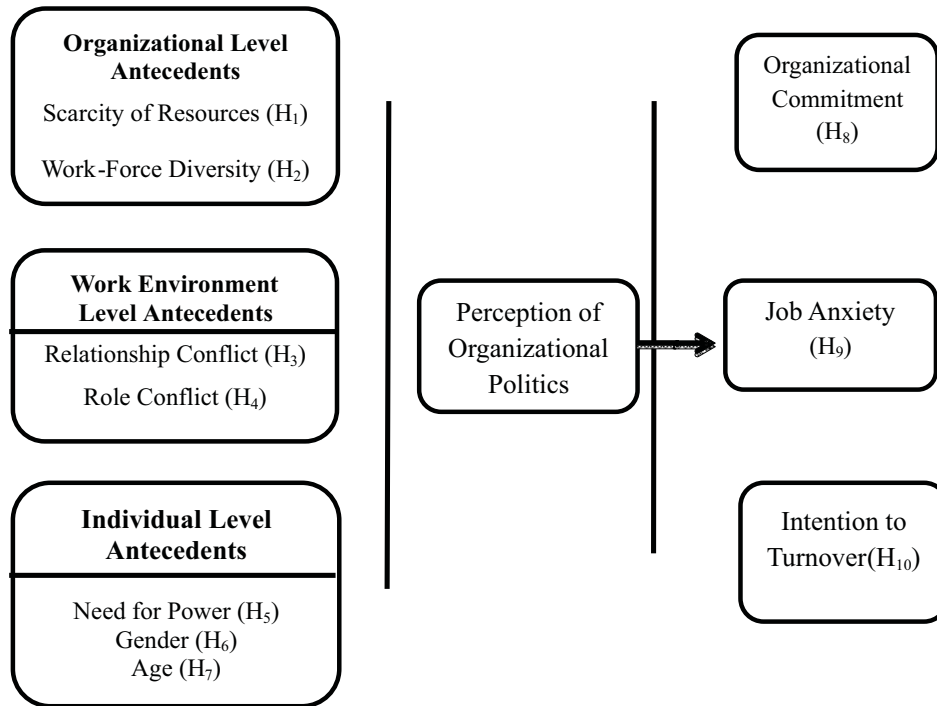 Organizational Level
Antecedents
Scarcity of Resources (H₁)
Work-Force Diversity (H₂)
Work Environment
Level Antecedents
Relationship Conflict (H₃)
Role Conflict (H₄)
Individual Level
Antecedents
Need for Power (H₅)
Gender (H₆)
Age (H₇)
Perception of
Organizational
Politics
Organizational
Commitment
(H₈)
Job Anxiety
(H₉)
Intention to
Turnover(H₁₀)